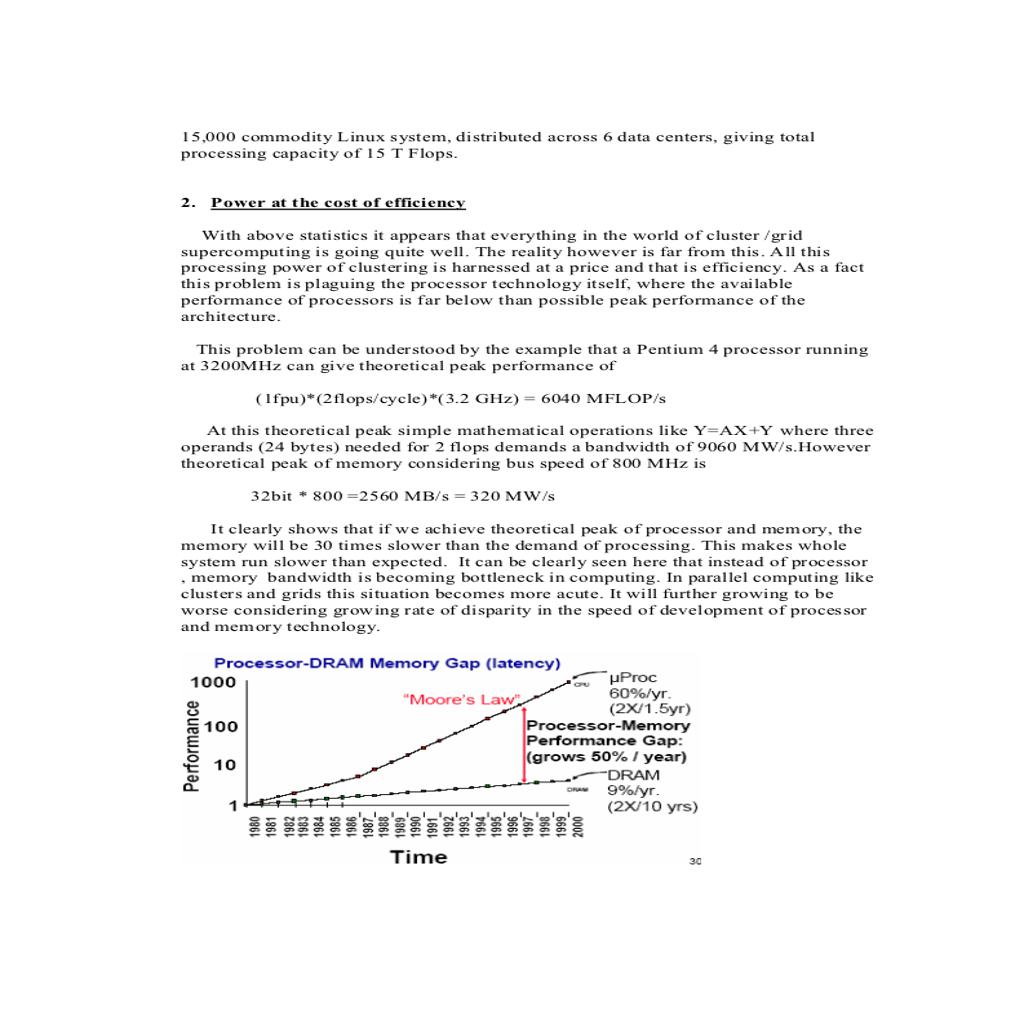 15,000 commodity Linux system, distributed across 6 data centers, giving total
processing capacity of 15 T Flops.
2. Power at the cost of efficiency
With above statistics it appears that everything in the world of cluster /grid
supercomputing is going quite well. The reality however is far from this. All this
processing power of clustering is harnessed at a price and that is efficiency. As a fact
this problem is plaguing the processor technology itself, where the available
performance of processors is far below than possible peak performance of the
architecture.
This problem can be understood by the example that a Pentium 4 processor running
at 3200MHz can give theoretical peak performance of
(1fpu)*(2flops/cycle)*(3.2 GHz) = 6040 MFLOP/s
At this theoretical peak simple mathematical operations like Y=AX+Y where three
operands (24 bytes) needed for 2 flops demands a bandwidth of 9060 MW/s.However
theoretical peak of memory considering bus speed of 800 MHz is
32bit * 800 =2560 MB/s = 320 MW/s
It clearly shows that if we achieve theoretical peak of processor and memory, the
memory will be 30 times slower than the demand of processing. This makes whole
system run slower than expected. It can be clearly seen here that instead of processor
, memory bandwidth is becoming bottleneck in computing. In parallel computing like
clusters and grids this situation becomes more acute. It will further growing to be
worse considering growing rate of disparity in the speed of development of processor
and memory technology.
Processor-DRAM Memory Gap (latency)
1000
100
10
1
Performance
"Moore's Law"
CPU
µProc
60%/yr.
(2X/1.5yr)
Processor-Memory
Performance Gap:
(grows 50% / year)
DRAM
DRAM
9%/yr.
(2X/10 yrs)
1980
1981
1982
1983
1984
1985
1986
1987
1988
1989
1990
1991
1992
1993
1994
1995
1996
1997
1998
1999
2000
Time
30